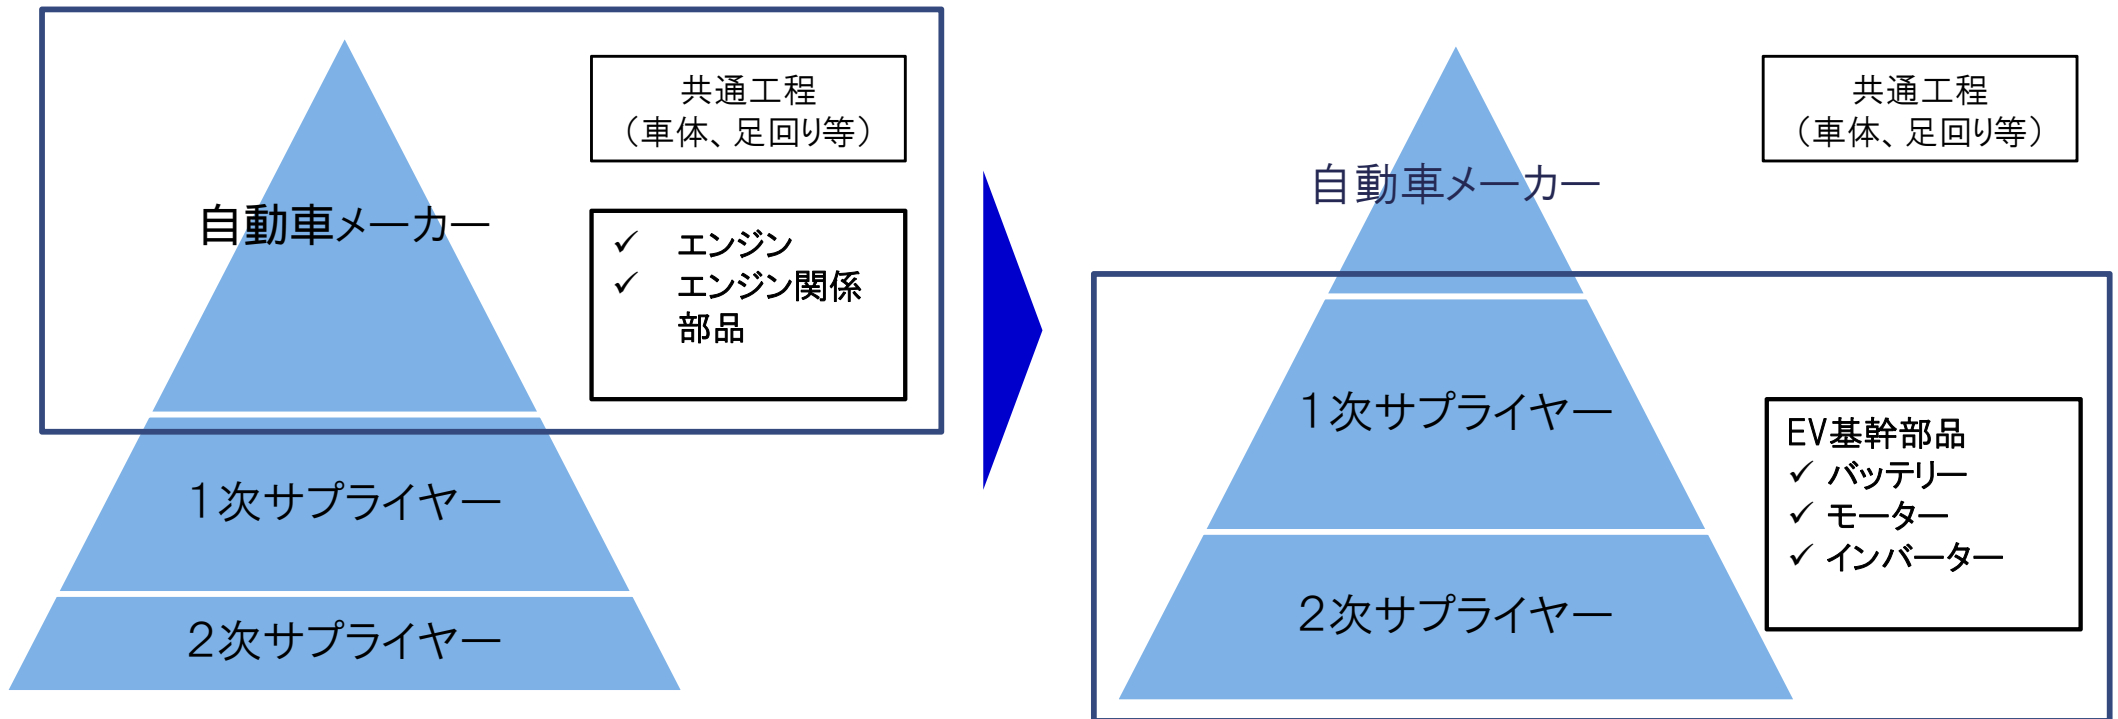 共通工程
（車体、足回り等）
自動車メーカー
✓ エンジン
✓ エンジン関係
部品
1次サプライヤー
2次サプライヤー
共通工程
（車体、足回り等）
自動車メーカー
1次サプライヤー
EV基幹部品
✓ バッテリー
✓ モーター
✓ インバーター
2次サプライヤー